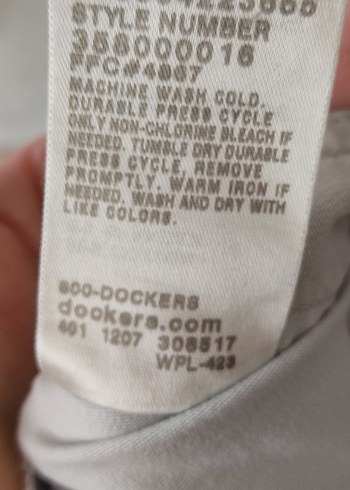 STYLE NUMBER
358000016
PFC#4867
MACHINE WASH COLD.
DURABLE PRESS CYCLE
ONLY NON-CHLORINE BLEACH IF
NEEDED. TUMBLE DRY DURABLE
PRESS CYCLE, REMOVE
PROMPTLY. WARM IRON IF
NEEDED. WASH AND DRY WITH
LIKE COLORS.
800-DOCKERS
dockers.com
401 1207 308517
WPL-423